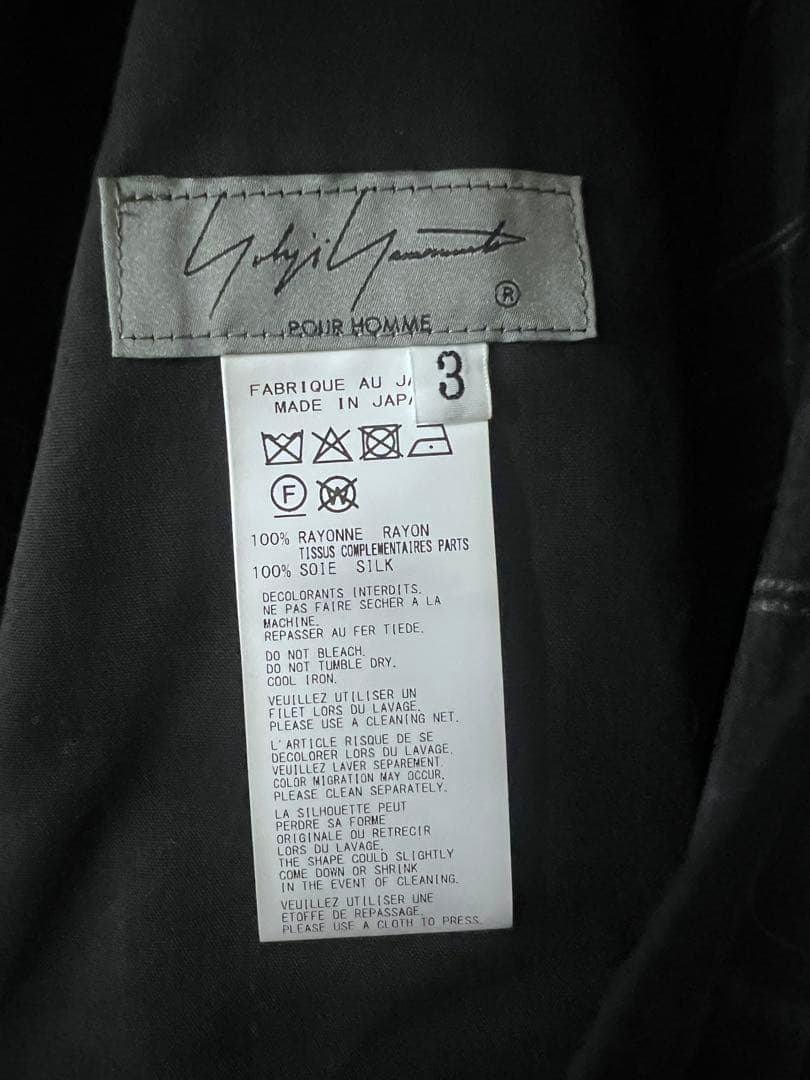 Yohji Yamamoto
®
POUR HOMME
3
FABRIQUE AU JA
MADE IN JAPA
F
W
100% RAYONNE RAYON
TISSUS COMPLEMENTAIRES PARTS
100% SOIE SILK
DECOLORANTS INTERDITS.
NE PAS FAIRE SECHER A LA
MACHINE.
REPASSER AU FER TIEDE.
DO NOT BLEACH.
DO NOT TUMBLE DRY.
COOL IRON.
VEUILLEZ UTILISER UN
FILET LORS DU LAVAGE.
PLEASE USE A CLEANING NET.
L'ARTICLE RISQUE DE SE
DECOLORER LORS DU LAVAGE.
VEUILLEZ LAVER SEPAREMENT.
COLOR MIGRATION MAY OCCUR.
PLEASE CLEAN SEPARATELY.
LA SILHOUETTE PEUT
PERDRE SA FORME
ORIGINALE OU RETRECIR
LORS DU LAVAGE.
THE SHAPE COULD SLIGHTLY
COME DOWN OR SHRINK
IN THE EVENT OF CLEANING.
VEUILLEZ UTILISER UNE
ETOFFE DE REPASSAGE.
PLEASE USE A CLOTH TO PRESS.